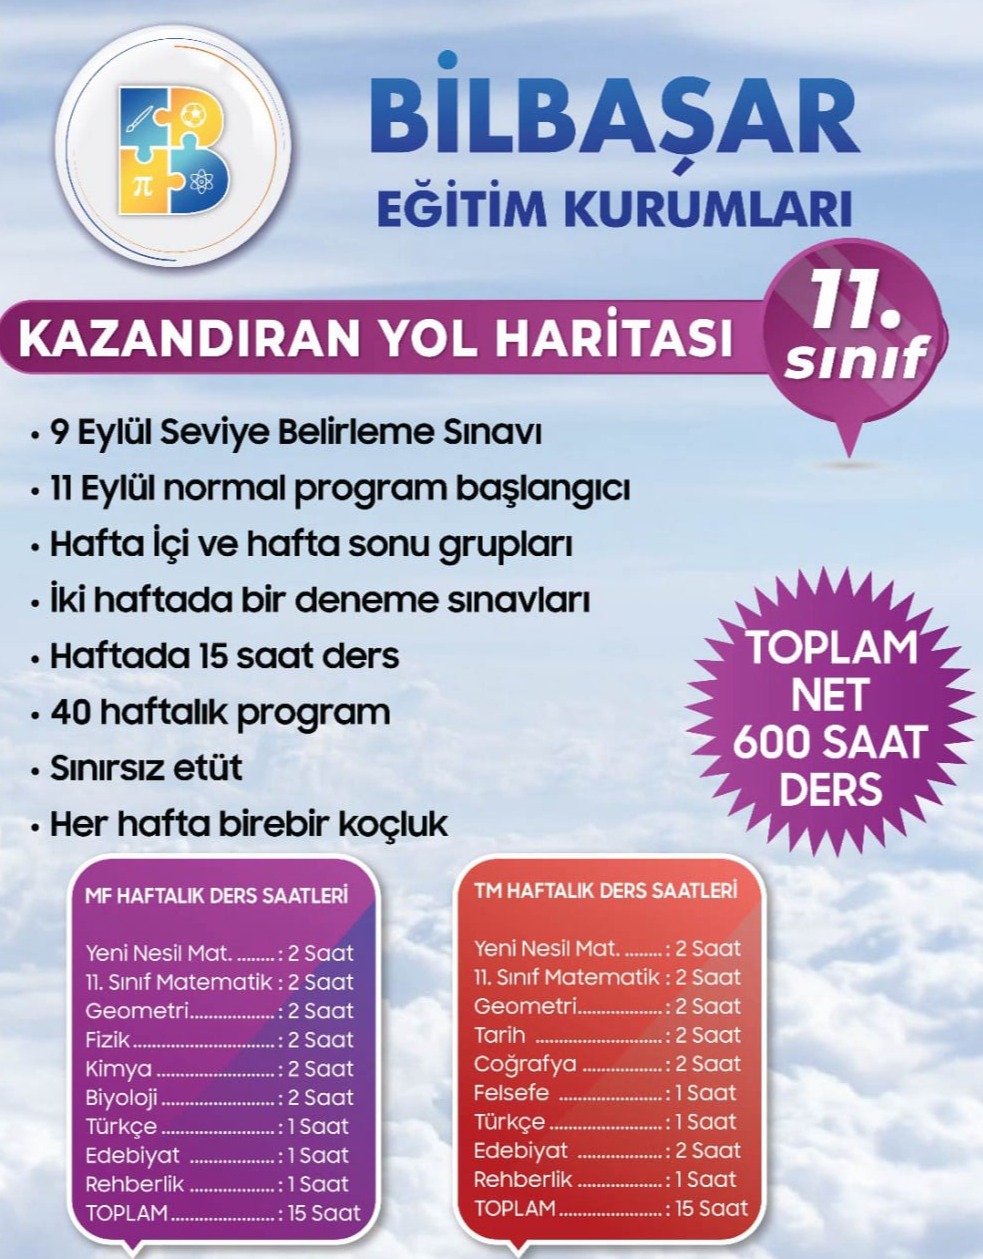 BİLBAŞAR
EĞİTİM KURUMLARI
KAZANDIRAN YOL HARİTASI
11.
sınıf
• 9 Eylül Seviye Belirleme Sınavı
• 11 Eylül normal program başlangıcı
• Hafta İçi ve hafta sonu grupları
• İki haftada bir deneme sınavları
• Haftada 15 saat ders
• 40 haftalık program
• Sınırsız etüt
• Her hafta birebir koçluk
TOPLAM
NET
600 SAAT
DERS
MF HAFTALIK DERS SAATLERİ
Yeni Nesil Mat. ........ : 2 Saat
11. Sınıf Matematik : 2 Saat
Geometri.................. : 2 Saat
Fizik.............................. : 2 Saat
Kimya ......................... : 2 Saat
Biyoloji........................ : 2 Saat
Türkçe........................ : 1 Saat
Edebiyat .................. : 1 Saat
Rehberlik .................. : 1 Saat
TOPLAM...................... : 15 Saat
TM HAFTALIK DERS SAATLERİ
Yeni Nesil Mat. ........ : 2 Saat
11. Sınıf Matematik : 2 Saat
Geometri.................. : 2 Saat
Tarih ........................... : 2 Saat
Coğrafya ................. : 2 Saat
Felsefe ...................... : 1 Saat
Türkçe........................ : 1 Saat
Edebiyat .................. : 2 Saat
Rehberlik .................. : 1 Saat
TOPLAM...................... : 15 Saat